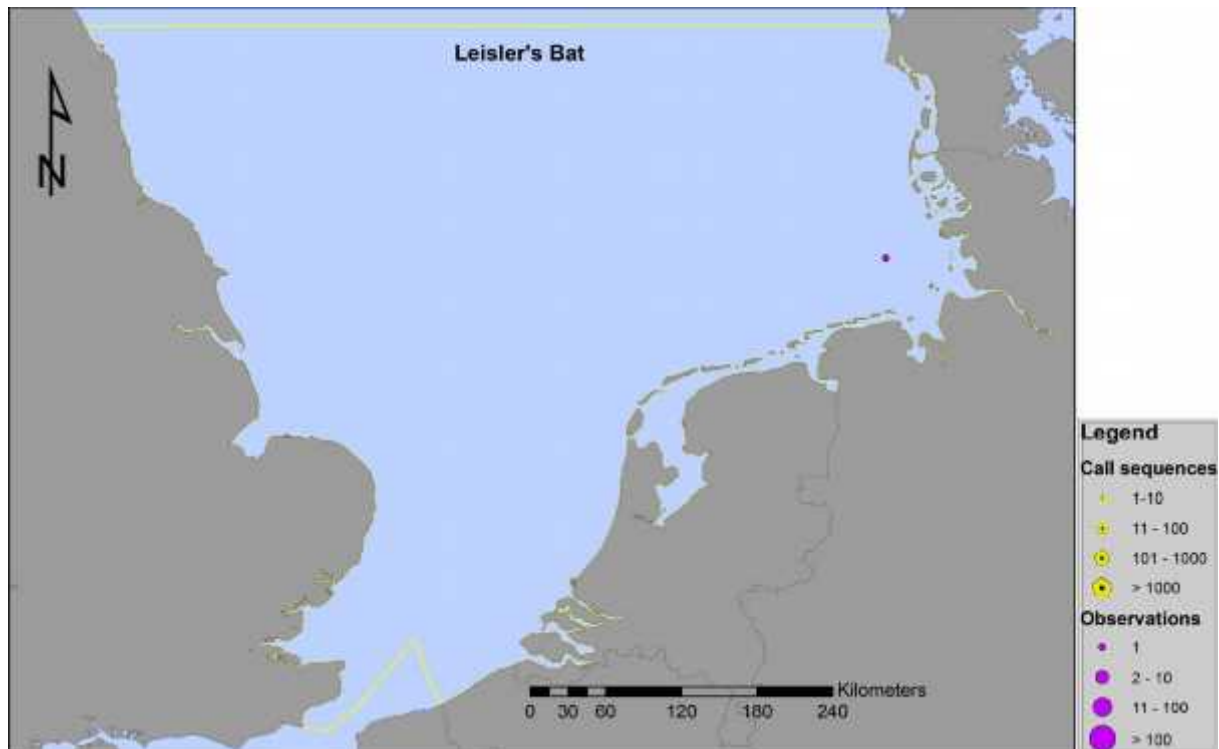 Leisler's Bat
N
Legend
Call sequences
1-10
11 - 100
101 - 1000
> 1000
Observations
1
2 - 10
11 - 100
> 100
Kilometers
0 30 60 120 180 240